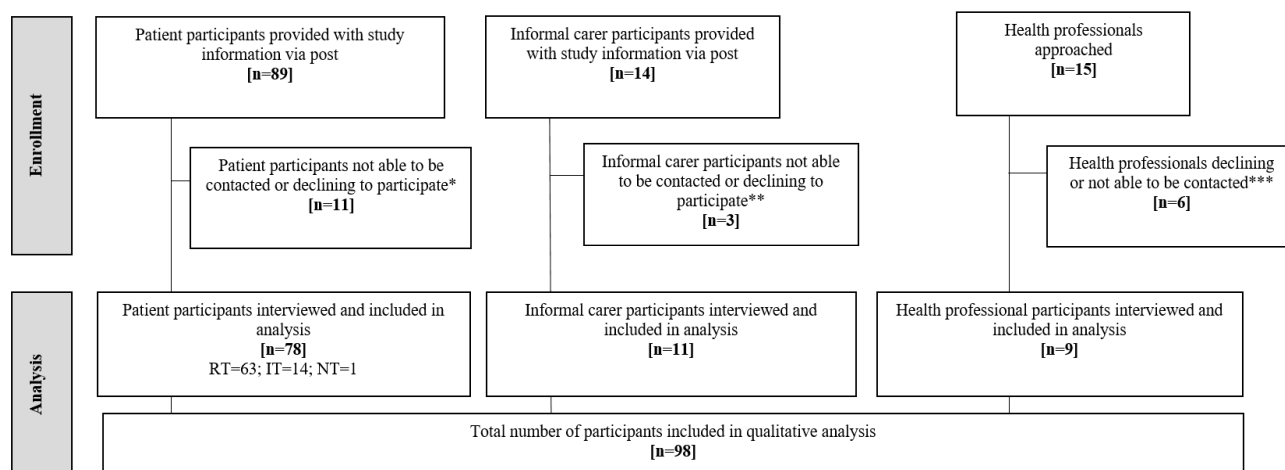 Enrollment
Patient participants provided with study
information via post
[n=89]
Informal carer participants provided
with study information via post
[n=14]
Health professionals
approached
[n=15]
Patient participants not able to be
contacted or declining to participate*
[n=11]
Informal carer participants not able
to be contacted or declining to
participate**
[n=3]
Health professionals declining
or not able to be contacted***
[n=6]
Analysis
Patient participants interviewed and included in
analysis
[n=78]
RT=63; IT=14; NT=1
Informal carer participants interviewed and
included in analysis
[n=11]
Health professional participants interviewed and
included in analysis
[n=9]
Total number of participants included in qualitative analysis
[n=98]